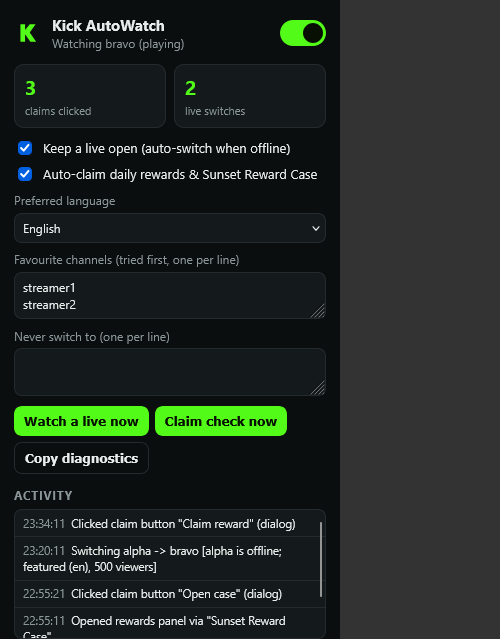 K
Kick AutoWatch
Watching bravo (playing)
3
claims clicked
2
live switches
Keep a live open (auto-switch when offline)
Auto-claim daily rewards & Sunset Reward Case
Preferred language
English
Favourite channels (tried first, one per line)
streamer1
streamer2
Never switch to (one per line)
Watch a live now
Claim check now
Copy diagnostics
ACTIVITY
23:34:11 Clicked claim button "Claim reward" (dialog)
23:20:11 Switching alpha -> bravo [alpha is offline;
featured (en), 500 viewers]
22:55:21 Clicked claim button "Open case" (dialog)
22:55:11 Opened rewards panel via "Sunset Reward
Case"